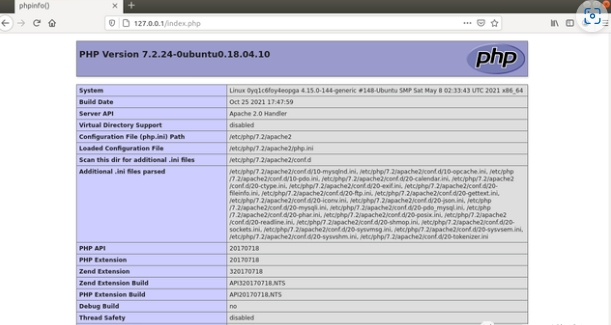 phpinfo()
127.0.0.1/index.php
PHP Version 7.2.24-0ubuntu0.18.04.10
php
System Linux 0yq1c6foy4eopga 4.15.0-144-generic #148-Ubuntu SMP Sat May 8 02:33:43 UTC 2021 x86_64
Build Date Oct 25 2021 17:47:59
Server API Apache 2.0 Handler
Virtual Directory Support disabled
Configuration File (php.ini) Path /etc/php/7.2/apache2
Loaded Configuration File /etc/php/7.2/apache2/php.ini
Scan this dir for additional .ini files /etc/php/7.2/apache2/conf.d
Additional .ini files parsed /etc/php/7.2/apache2/conf.d/10-mysqlnd.ini, /etc/php/7.2/apache2/conf.d/10-opcache.ini, /etc/php
/7.2/apache2/conf.d/10-pdo.ini, /etc/php/7.2/apache2/conf.d/20-calendar.ini, /etc/php/7.2/apache2
/conf.d/20-ctype.ini, /etc/php/7.2/apache2/conf.d/20-exif.ini, /etc/php/7.2/apache2/conf.d/20-
fileinfo.ini, /etc/php/7.2/apache2/conf.d/20-ftp.ini, /etc/php/7.2/apache2/conf.d/20-gettext.ini,
/etc/php/7.2/apache2/conf.d/20-iconv.ini, /etc/php/7.2/apache2/conf.d/20-json.ini, /etc/php
/7.2/apache2/conf.d/20-mysqli.ini, /etc/php/7.2/apache2/conf.d/20-pdo_mysql.ini, /etc/php
/7.2/apache2/conf.d/20-phar.ini, /etc/php/7.2/apache2/conf.d/20-posix.ini, /etc/php/7.2/apache2
/conf.d/20-readline.ini, /etc/php/7.2/apache2/conf.d/20-shmop.ini, /etc/php/7.2/apache2/conf.d/20-
sockets.ini, /etc/php/7.2/apache2/conf.d/20-sysvmsg.ini, /etc/php/7.2/apache2/conf.d/20-sysvsem.ini,
/etc/php/7.2/apache2/conf.d/20-sysvshm.ini, /etc/php/7.2/apache2/conf.d/20-tokenizer.ini
PHP API 20170718
PHP Extension 20170718
Zend Extension 320170718
Zend Extension Build API320170718,NTS
PHP Extension Build API20170718,NTS
Debug Build no
Thread Safety disabled